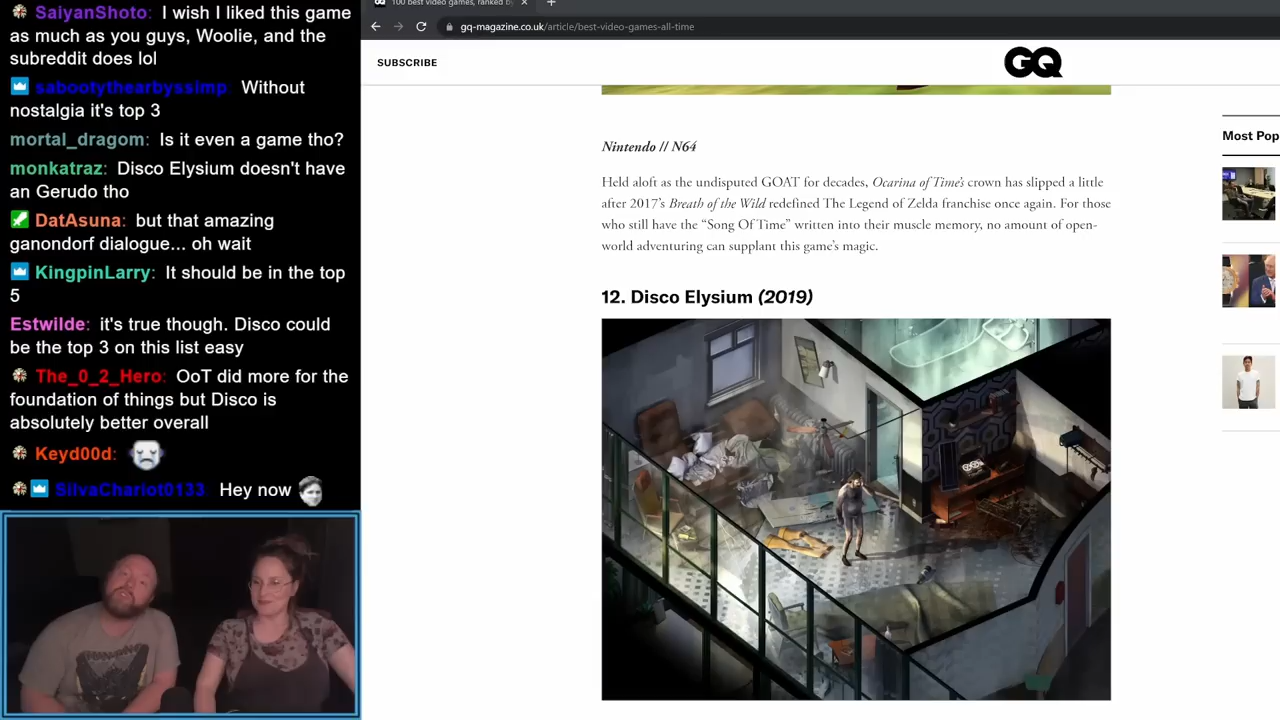 SaiyanShoto: I wish I liked this game
as much as you guys, Woolie, and the
subreddit does lol
sabootythearbyssimp Without
nostalgia it's top 3
mortal_dragom: Is it even a game tho?
monkatraz: Disco Elysium doesn't have
an Gerudo tho
DatAsuna: but that amazing
ganondorf dialogue... oh wait
KingpinLarry: It should be in the top
5
Estwilde: it's true though. Disco could
be the top 3 on this list easy
The_0_2_Hero: OoT did more for the
foundation of things but Disco is
absolutely better overall
Keyd00d:
SilvaChariot0133 Hey now
100 best video games, ranked by
gq-magazine.co.uk/article/best-video-games-all-time
SUBSCRIBE
GQ
Nintendo // N64
Held aloft as the undisputed GOAT for decades, Ocarina of Time's crown has slipped a little
after 2017's Breath of the Wild redefined The Legend of Zelda franchise once again. For those
who still have the “Song Of Time” written into their muscle memory, no amount of open-
world adventuring can supplant this game's magic.
12. Disco Elysium (2019)
Most Pop